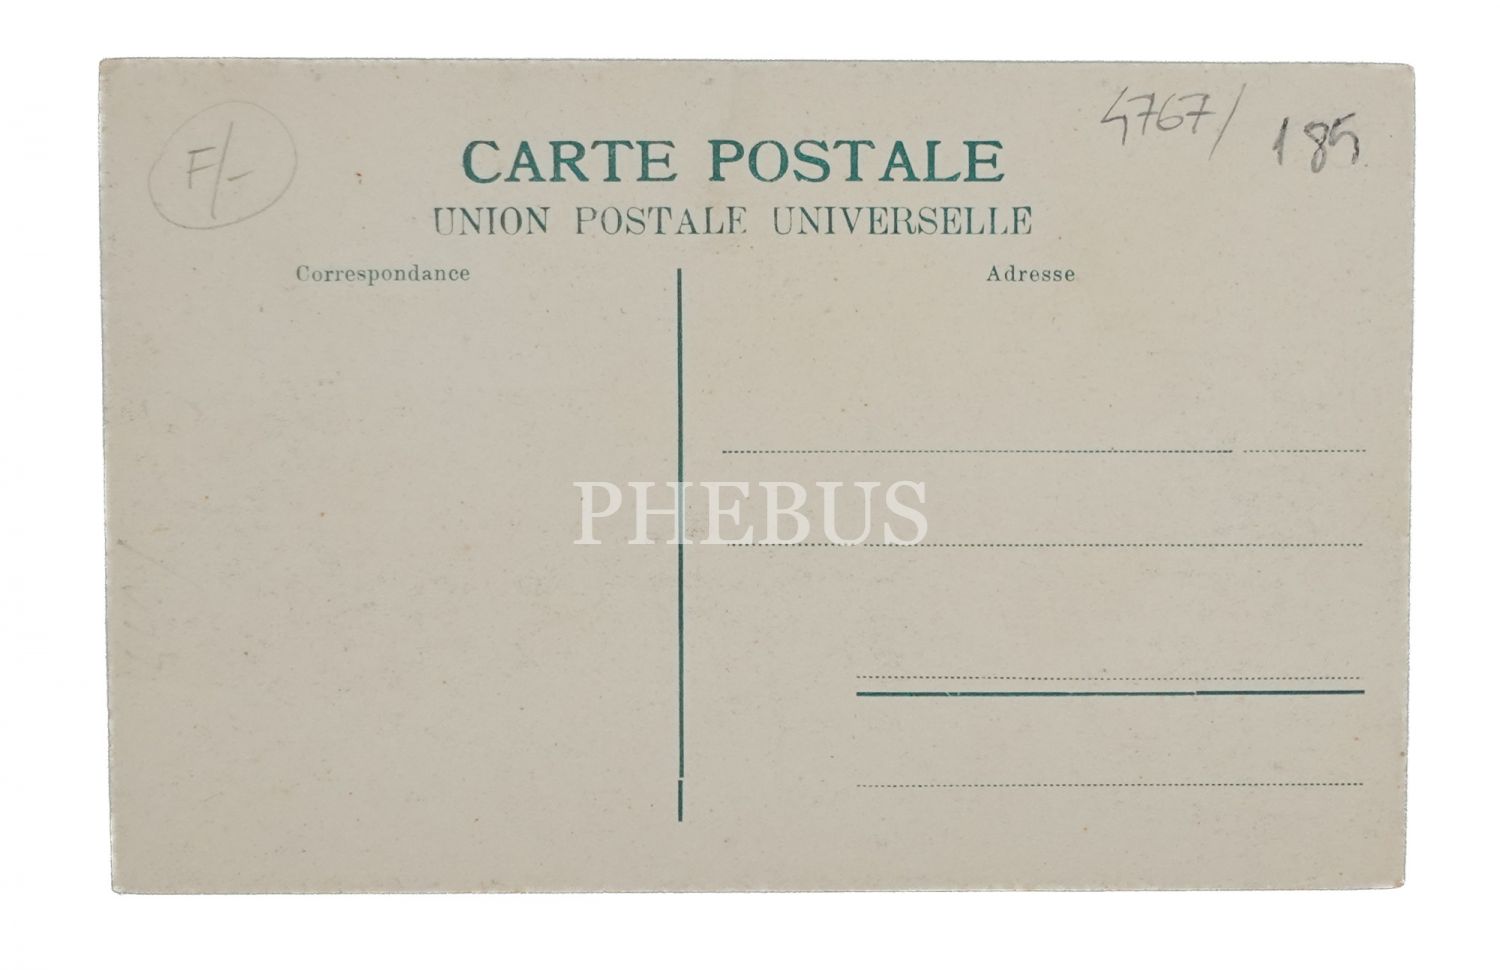 F/-
4767/ 185
CARTE POSTALE
UNION POSTALE UNIVERSELLE
Correspondance
Adresse
PHEBUS